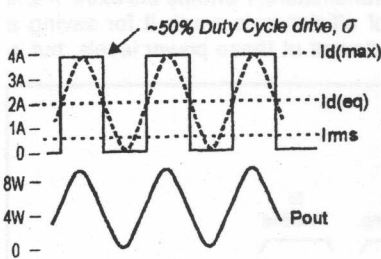 ~50% Duty Cycle drive, σ
4A
Id(max)
3A
2A
Id(eq)
1A
Irms
0
8W
4W
Pout
0